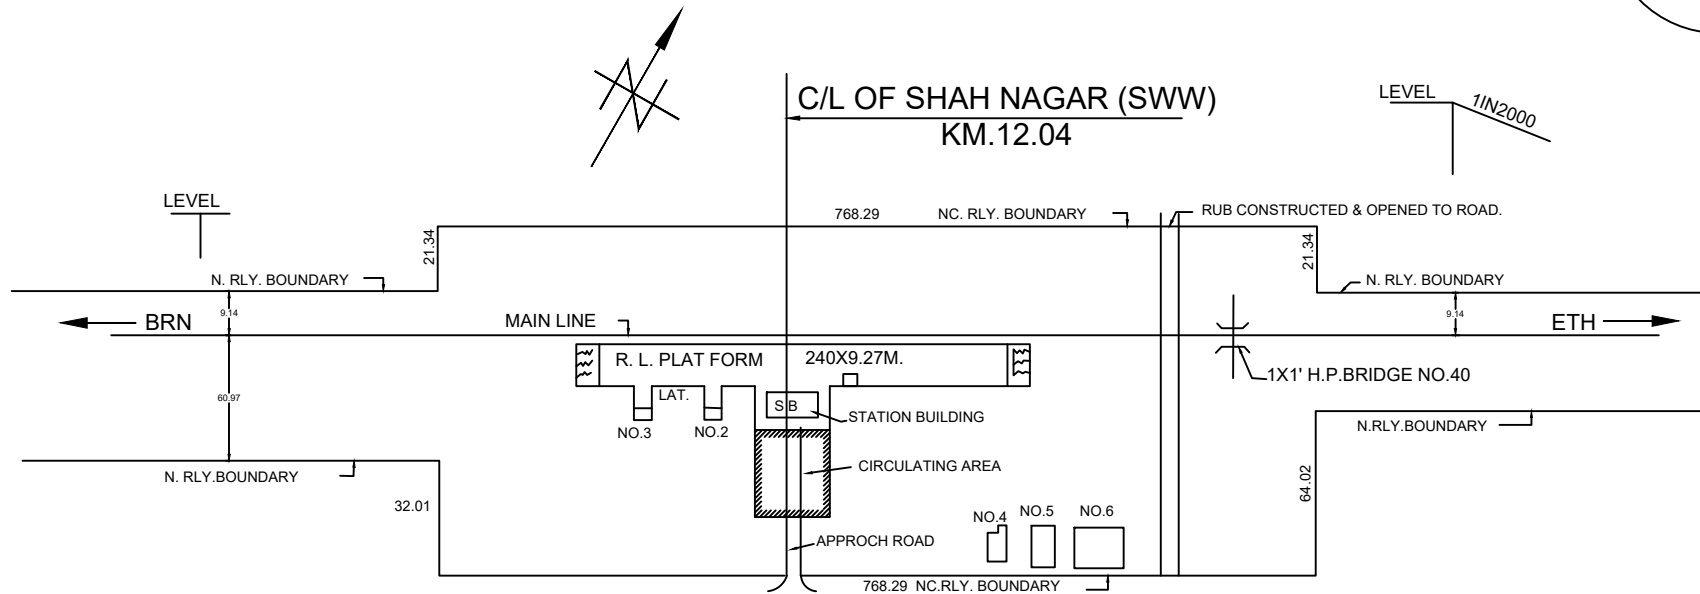 C/L OF SHAH NAGAR (SWW)
KM.12.04
LEVEL
1IN2000
LEVEL
768.29
NC. RLY. BOUNDARY
RUB CONSTRUCTED & OPENED TO ROAD.
21.34
21.34
N. RLY. BOUNDARY
N. RLY. BOUNDARY
9.14
9.14
BRN
MAIN LINE
ETH
R. L. PLAT FORM
240X9.27M.
1X1' H.P.BRIDGE NO.40
LAT.
60.97
S B
STATION BUILDING
NO.3
NO.2
N.RLY.BOUNDARY
CIRCULATING AREA
N. RLY.BOUNDARY
64.02
32.01
NO.4
NO.5
NO.6
APPROCH ROAD
768.29 NC.RLY. BOUNDARY